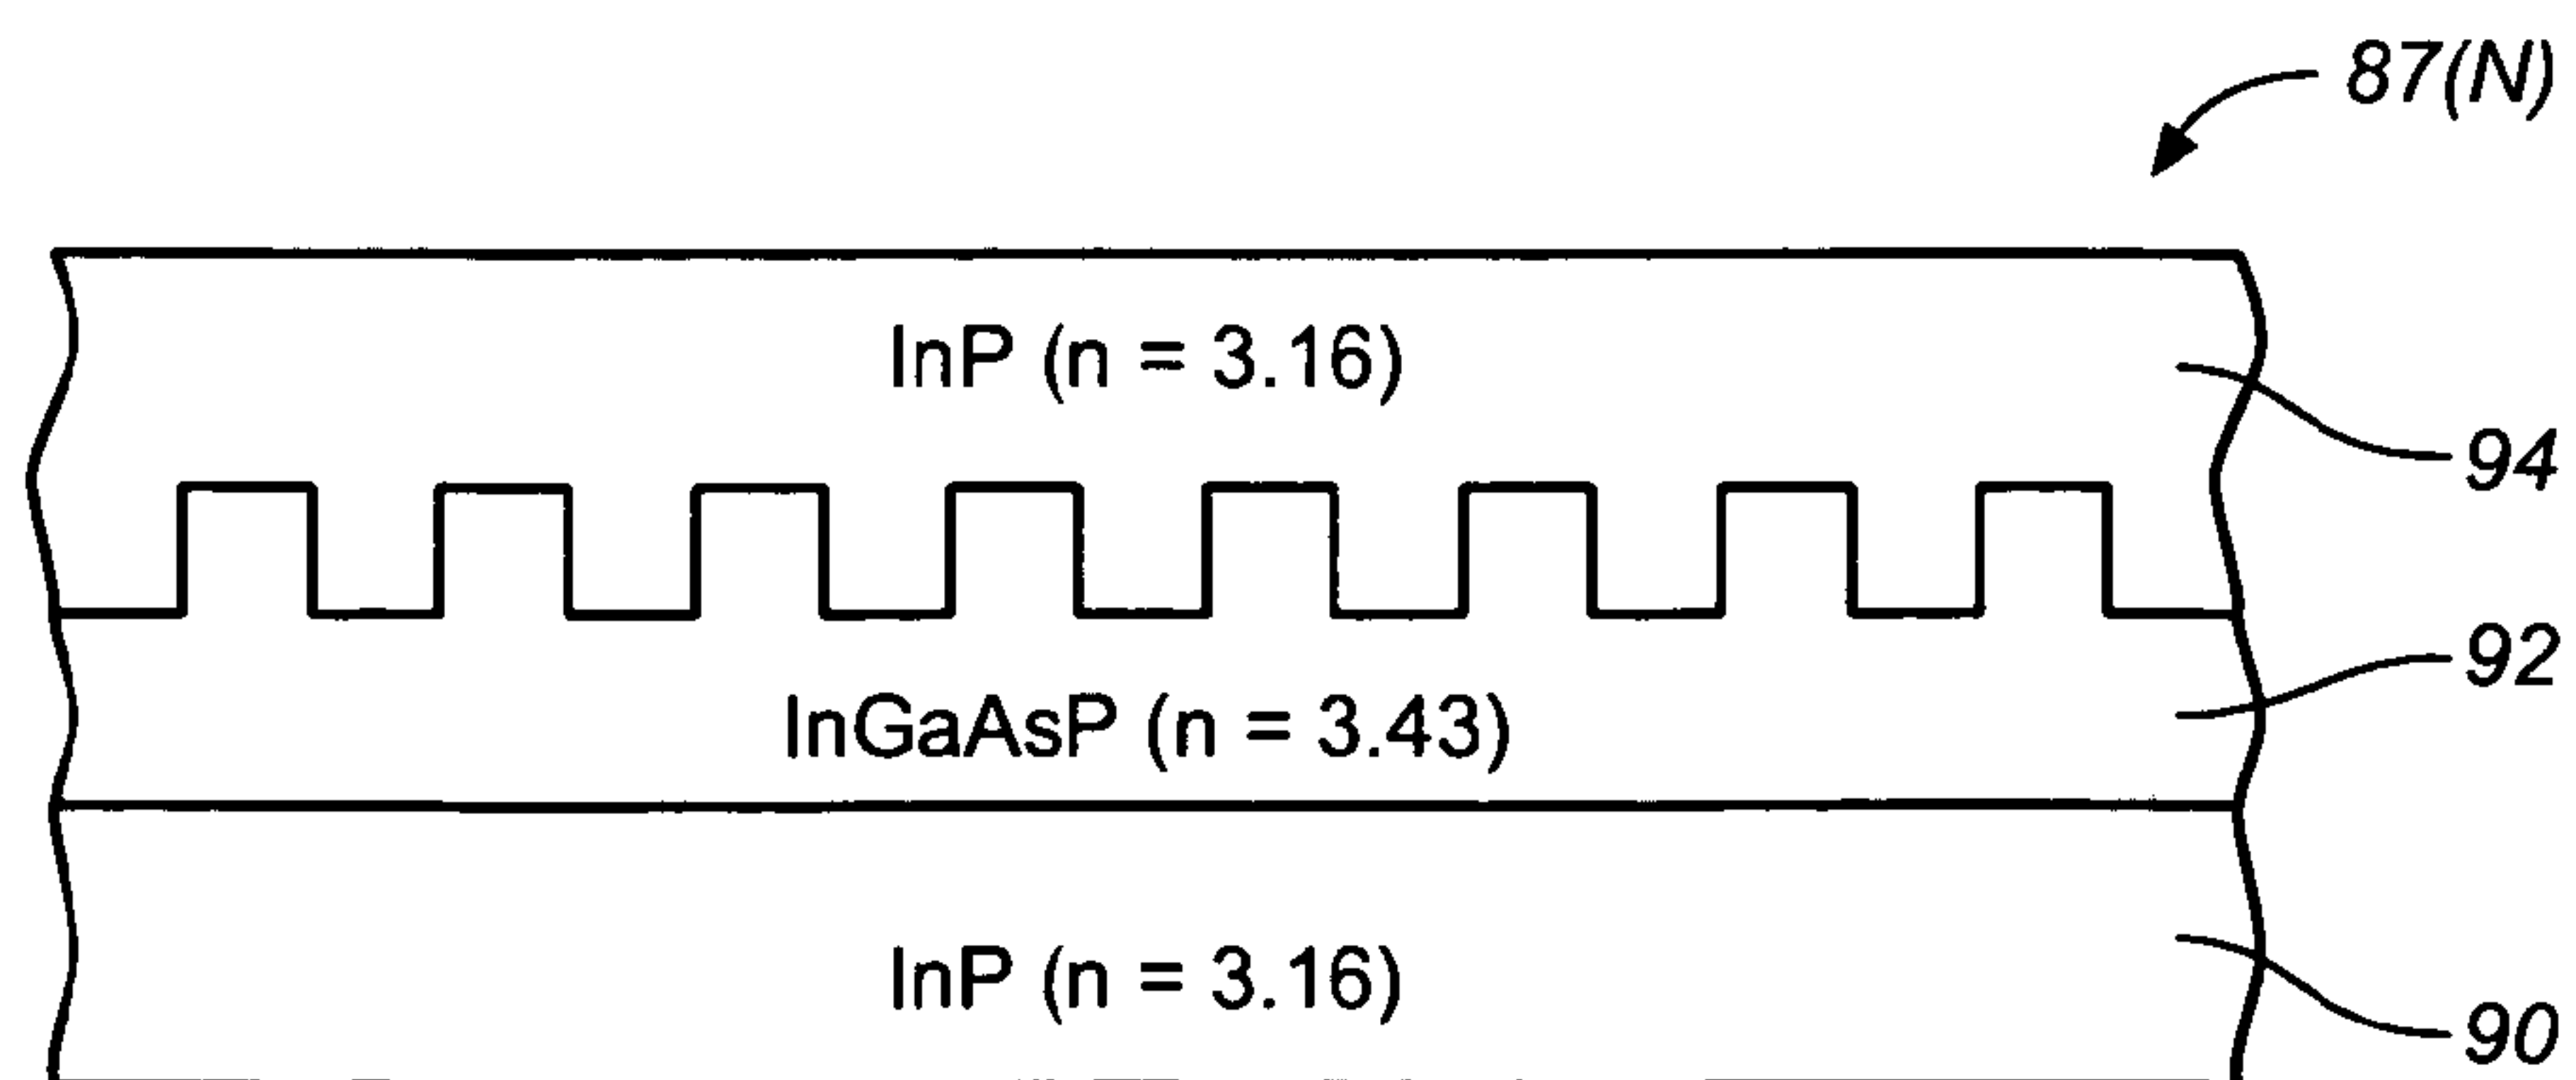 87(N)
InP (n = 3.16)
94
92
InGaAsP (n = 3.43)
InP (n = 3.16)
90